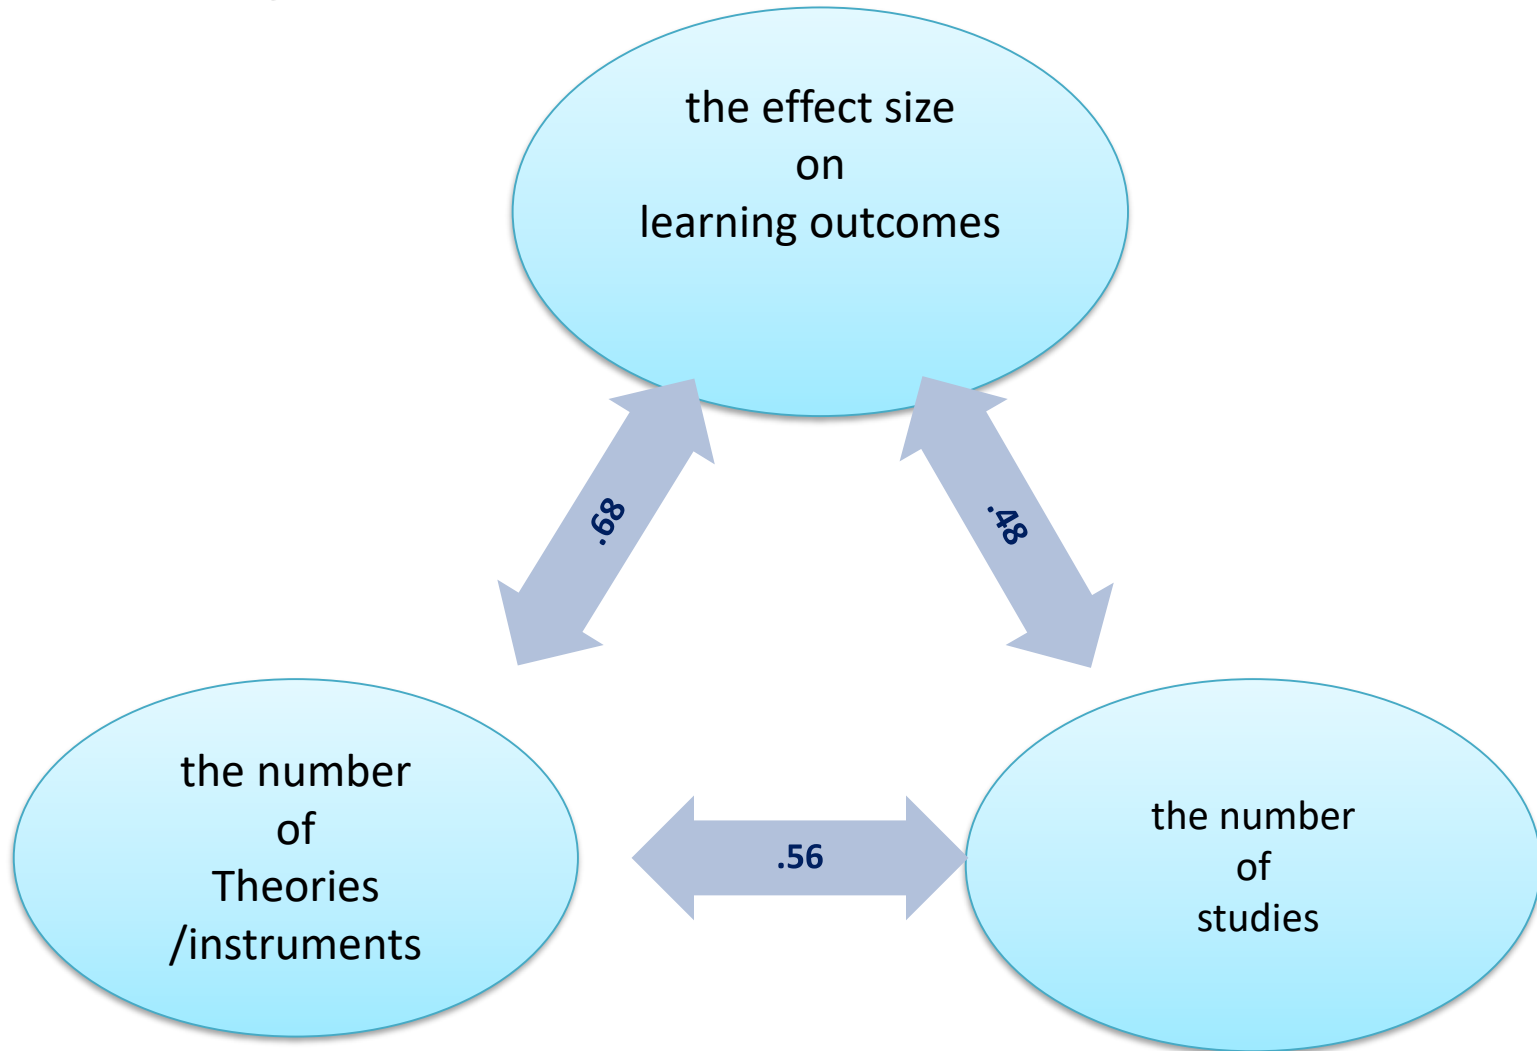 the effect size
on
learning outcomes
.68
.48
the number
of
Theories
/instruments
.56
the number
of
studies